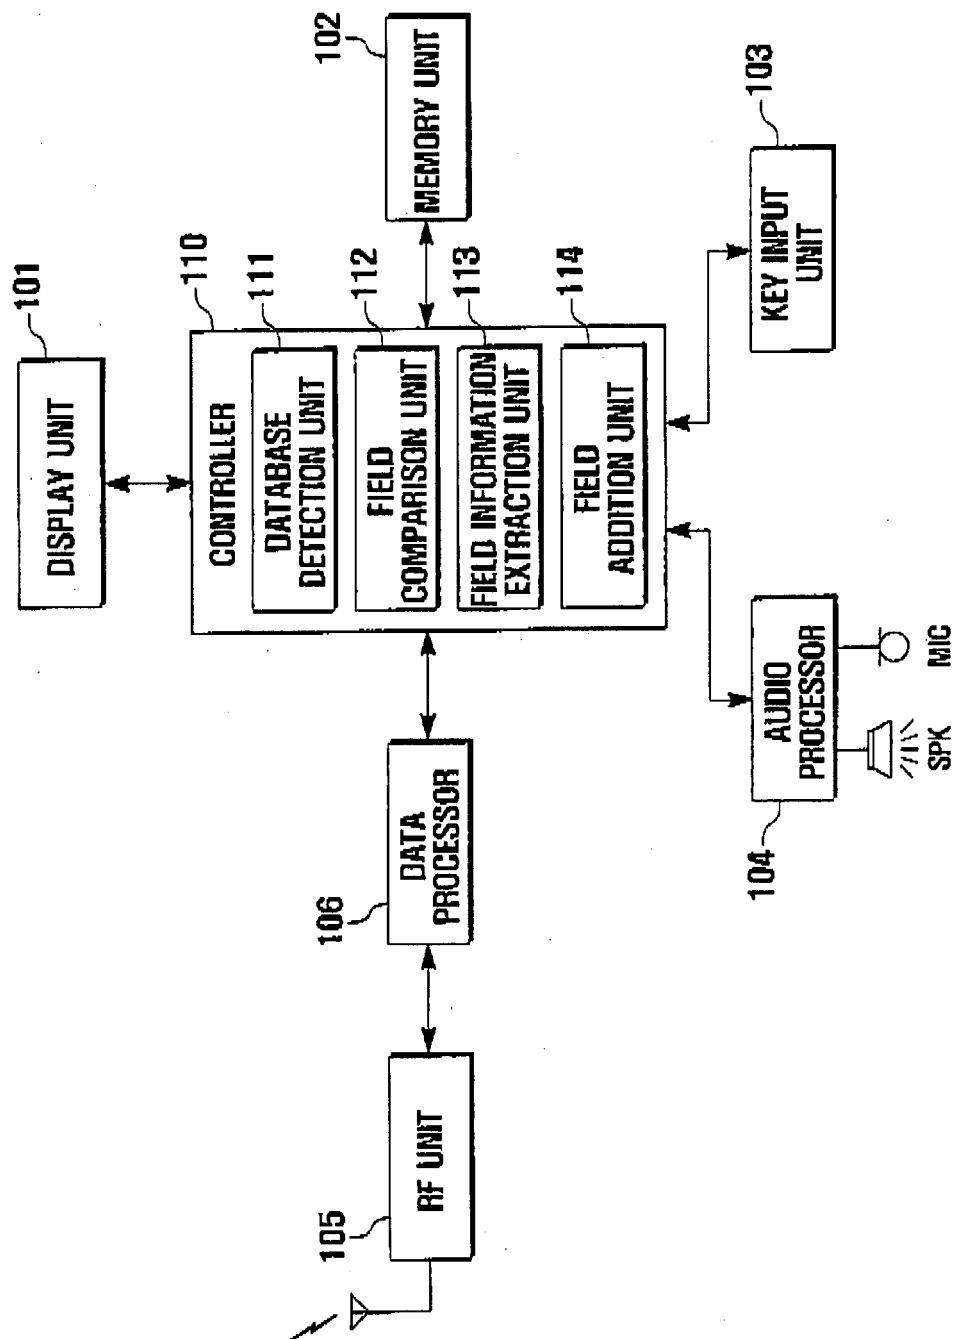 101
DISPLAY UNIT
105
RF UNIT
106
DATA
PROCESSOR
110
CONTROLLER
111
DATABASE
DETECTION UNIT
112
FIELD
COMPARISON UNIT
113
FIELD INFORMATION
EXTRACTION UNIT
114
FIELD
ADDITION UNIT
102
MEMORY UNIT
104
AUDIO
PROCESSOR
SPK
MIC
103
KEY INPUT
UNIT